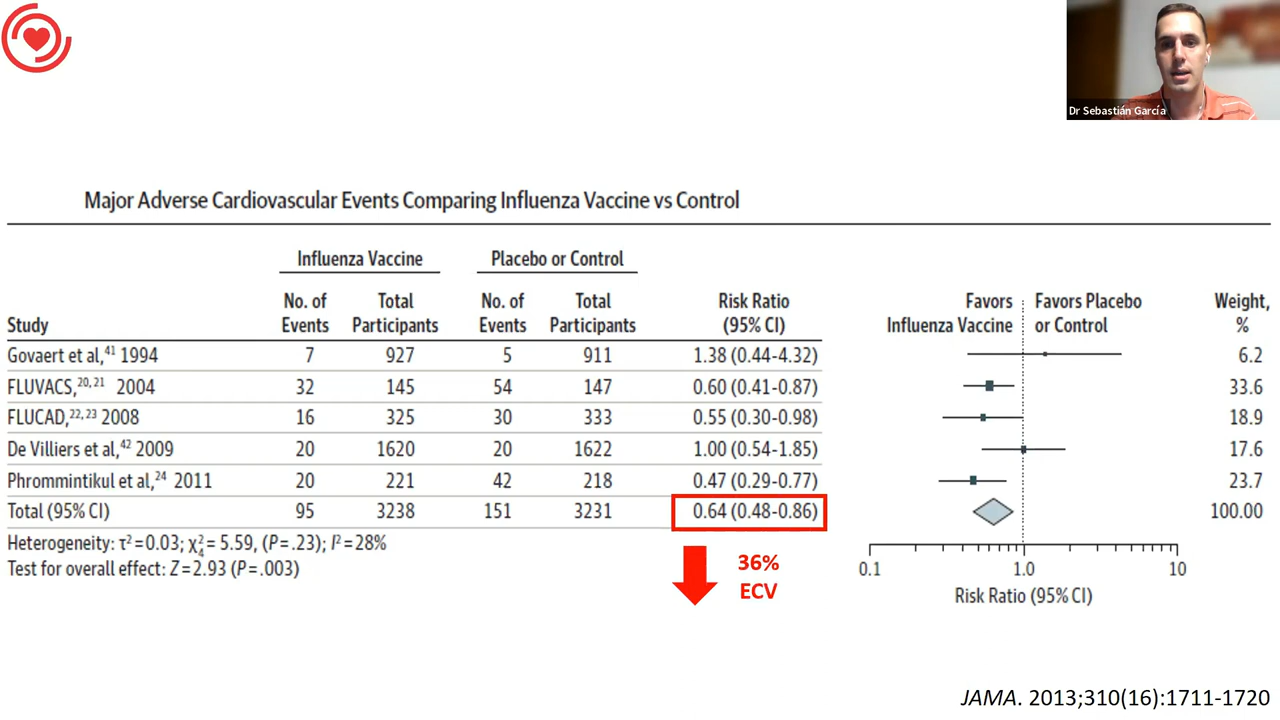 Dr Sebastián García
Major Adverse Cardiovascular Events Comparing Influenza Vaccine vs Control
Influenza Vaccine Placebo or Control
No. of Total No. of Total Risk Ratio Favors Favors Placebo Weight,
Study Events Participants Events Participants (95% CI) Influenza Vaccine or Control %
Govaert et al,41 1994 7 927 5 911 1.38 (0.44-4.32) 6.2
FLUVACS,20, 21 2004 32 145 54 147 0.60 (0.41-0.87) 33.6
FLUCAD,22, 23 2008 16 325 30 333 0.55 (0.30-0.98) 18.9
De Villiers et al,42 2009 20 1620 20 1622 1.00 (0.54-1.85) 17.6
Phrommintikul et al,24 2011 20 221 42 218 0.47 (0.29-0.77) 23.7
Total (95% CI) 95 3238 151 3231 0.64 (0.48-0.86) 100.00
Heterogeneity: τ²=0.03; χ²₄=5.59, (P=.23); I²=28%
Test for overall effect: Z=2.93 (P=.003)
36%
ECV
0.1 1.0 10
Risk Ratio (95% CI)
JAMA. 2013;310(16):1711-1720